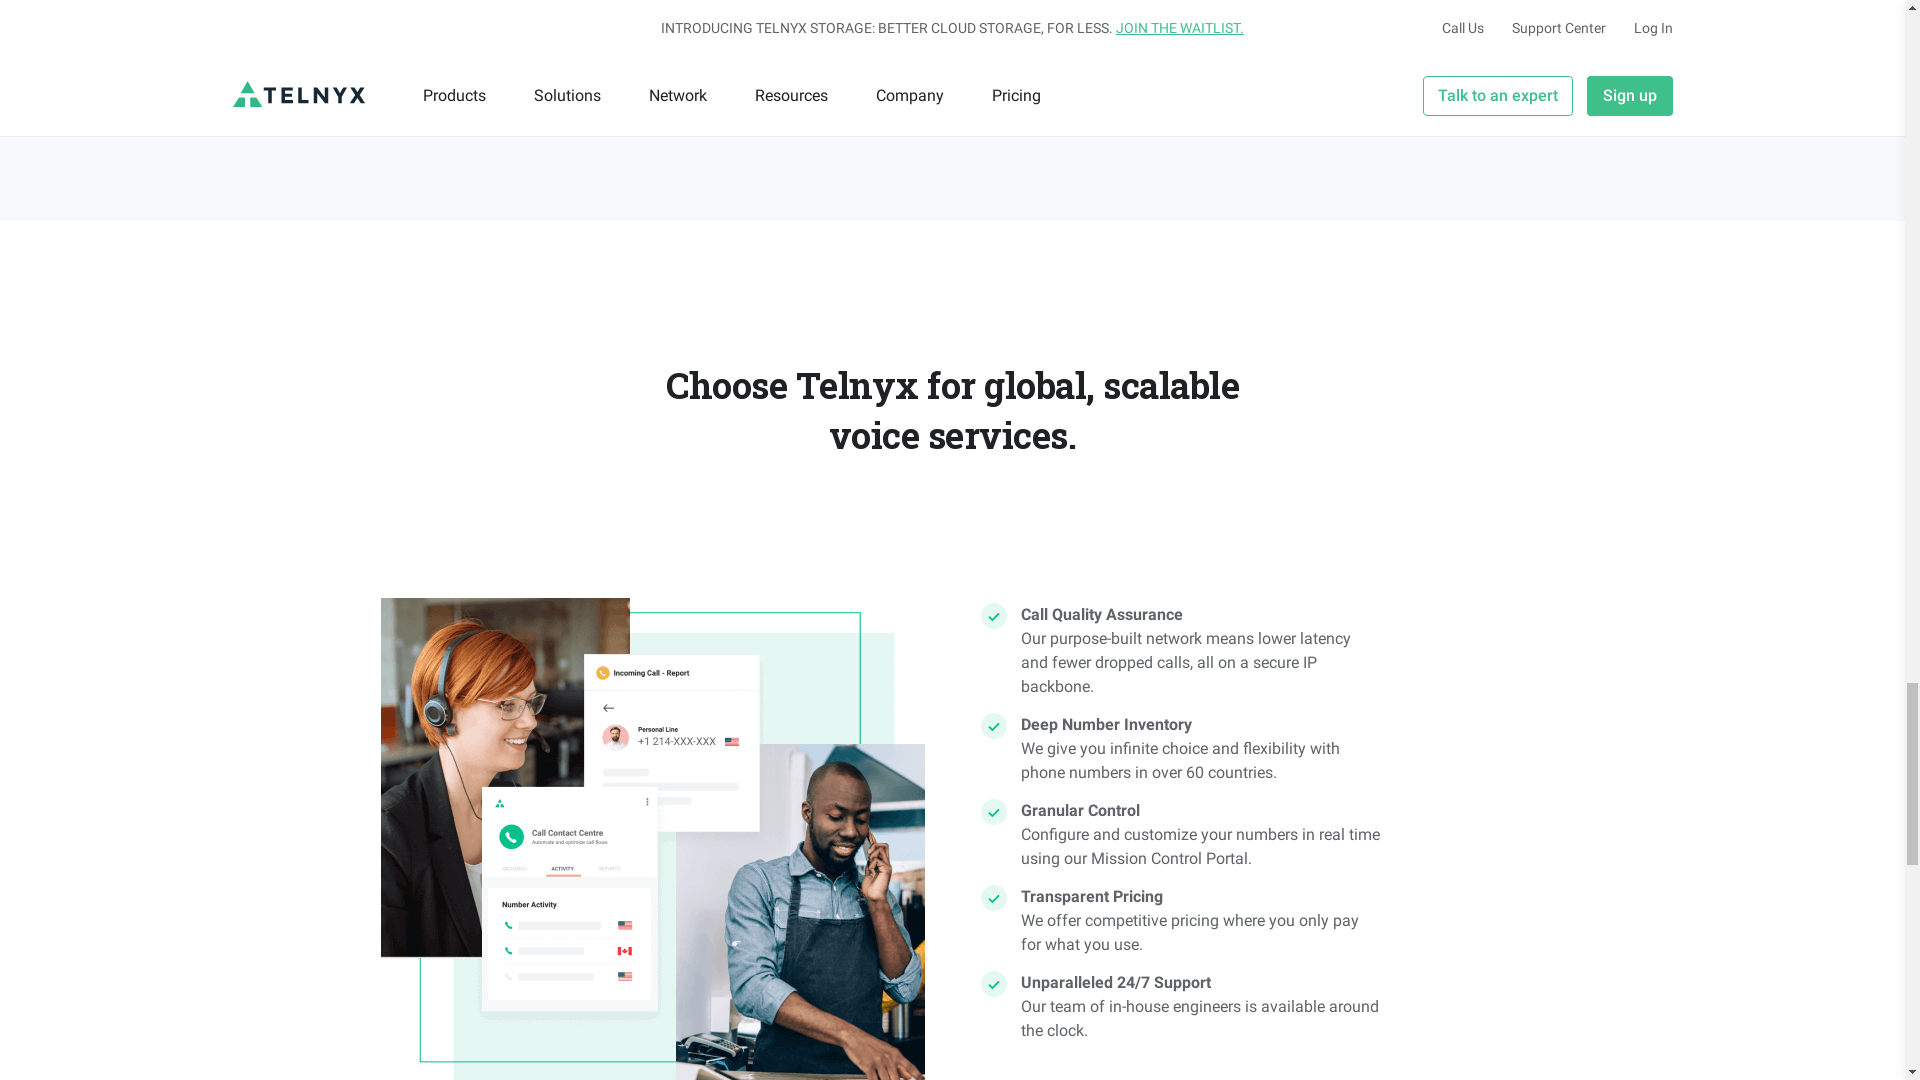 INTRODUCING TELNYX STORAGE: BETTER CLOUD STORAGE, FOR LESS. JOIN THE WAITLIST.
Call Us
Support Center
Log In
TELNYX
Products
Solutions
Network
Resources
Company
Pricing
Talk to an expert
Sign up
Choose Telnyx for global, scalable
voice services.
Incoming Call - Report
Personal Line
+1 214-XXX-XXX
Call Contact Centre
Automate and optimize call flows
INCOMING
ACTIVITY
REPORTS
Number Activity
Call Quality Assurance
Our purpose-built network means lower latency
and fewer dropped calls, all on a secure IP
backbone.
Deep Number Inventory
We give you infinite choice and flexibility with
phone numbers in over 60 countries.
Granular Control
Configure and customize your numbers in real time
using our Mission Control Portal.
Transparent Pricing
We offer competitive pricing where you only pay
for what you use.
Unparalleled 24/7 Support
Our team of in-house engineers is available around
the clock.